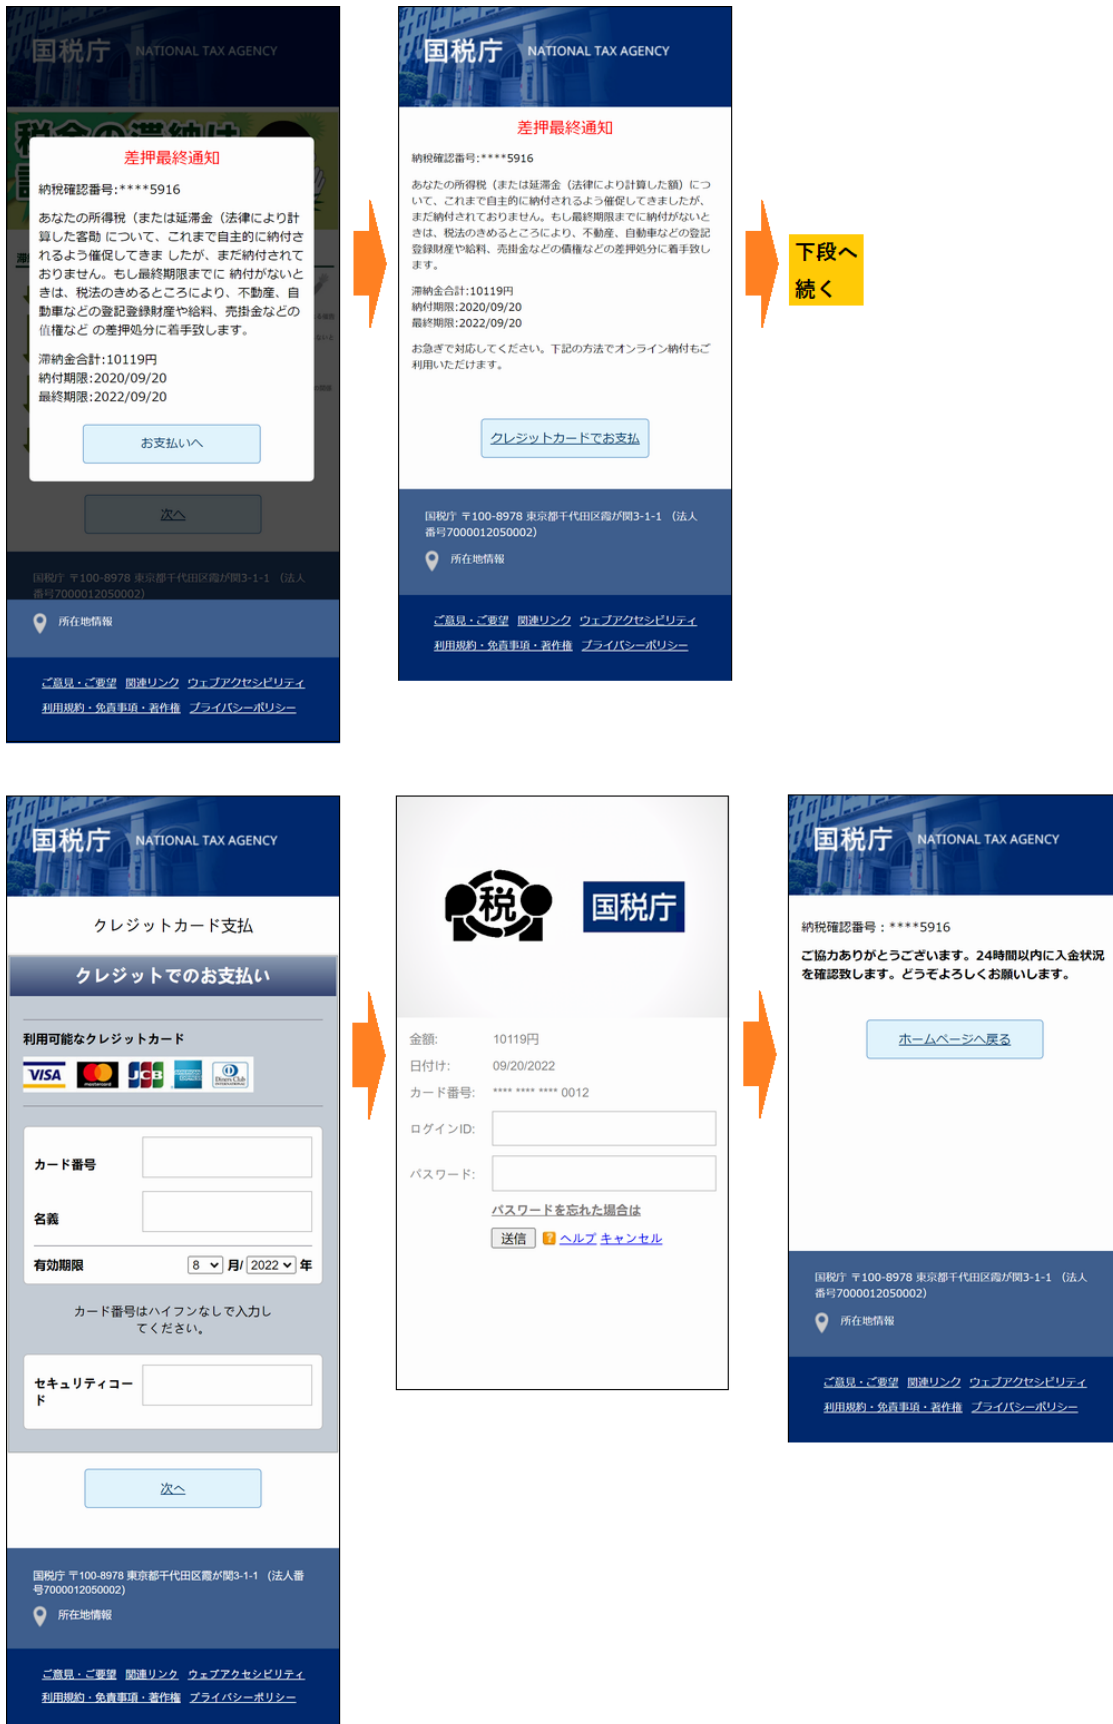 国税庁 NATIONAL TAX AGENCY
税金の滞納は
差押最終通知
納税確認番号:****5916
あなたの所得税（または延滞金（法律により計
算した客勘 について、これまで自主的に納付さ
れるよう催促してきま したが、まだ納付されて
おりません。もし最終期限までに 納付がないと
きは、税法のきめるところにより、不動産、自
動車などの登記登録財産や給料、売掛金などの
值権など の差押処分に着手致します。
滞納金合計:10119円
納付期限:2020/09/20
最終期限:2022/09/20
お支払いへ
次へ
国税庁 〒100-8978 東京都千代田区霞が関3-1-1 （法人
番号7000012050002)
所在地情報
ご意見・ご要望 関連リンク ウェブアクセシビリティ
利用規約・免責事項・著作権 プライバシーポリシー
国税庁 NATIONAL TAX AGENCY
差押最終通知
納税確認番号:****5916
あなたの所得税（または延滞金（法律により計算した額）につ
いて、これまで自主的に納付されるよう催促してきましたが、
まだ納付されておりません。もし最終期限までに納付がないと
きは、税法のきめるところにより、不動産、自動車などの登記
登録財産や給料、売掛金などの債権などの差押処分に着手致し
ます。
滞納金合計:10119円
納付期限:2020/09/20
最終期限:2022/09/20
お急ぎで対応してください。下記の方法でオンライン納付もご
利用いただけます。
クレジットカードでお支払
国税庁 〒100-8978 東京都千代田区霞が関3-1-1 （法人
番号7000012050002)
所在地情報
ご意見・ご要望 関連リンク ウェブアクセシビリティ
利用規約・免責事項・著作権 プライバシーポリシー
下段へ
続く
国税庁 NATIONAL TAX AGENCY
クレジットカード支払
クレジットでのお支払い
利用可能なクレジットカード
VISA mastercard JCB AMERICAN EXPRESS Diners Club INTERNATIONAL
カード番号
名義
有効期限 8 月/ 2022 年
カード番号はハイフンなしで入力し
てください。
セキュリティコー
ド
次へ
国税庁 〒100-8978 東京都千代田区霞が関3-1-1 （法人番
号7000012050002)
所在地情報
ご意見・ご要望 関連リンク ウェブアクセシビリティ
利用規約・免責事項・著作権 プライバシーポリシー
税 国税庁
金額: 10119円
日付け: 09/20/2022
カード番号: **** **** **** 0012
ログインID:
パスワード:
パスワードを忘れた場合は
送信 ? ヘルプ キャンセル
国税庁 NATIONAL TAX AGENCY
納税確認番号：****5916
ご協力ありがとうございます。24時間以内に入金状況
を確認致します。どうぞよろしくお願いします。
ホームページへ戻る
国税庁 〒100-8978 東京都千代田区霞が関3-1-1 （法人
番号7000012050002)
所在地情報
ご意見・ご要望 関連リンク ウェブアクセシビリティ
利用規約・免責事項・著作権 プライバシーポリシー